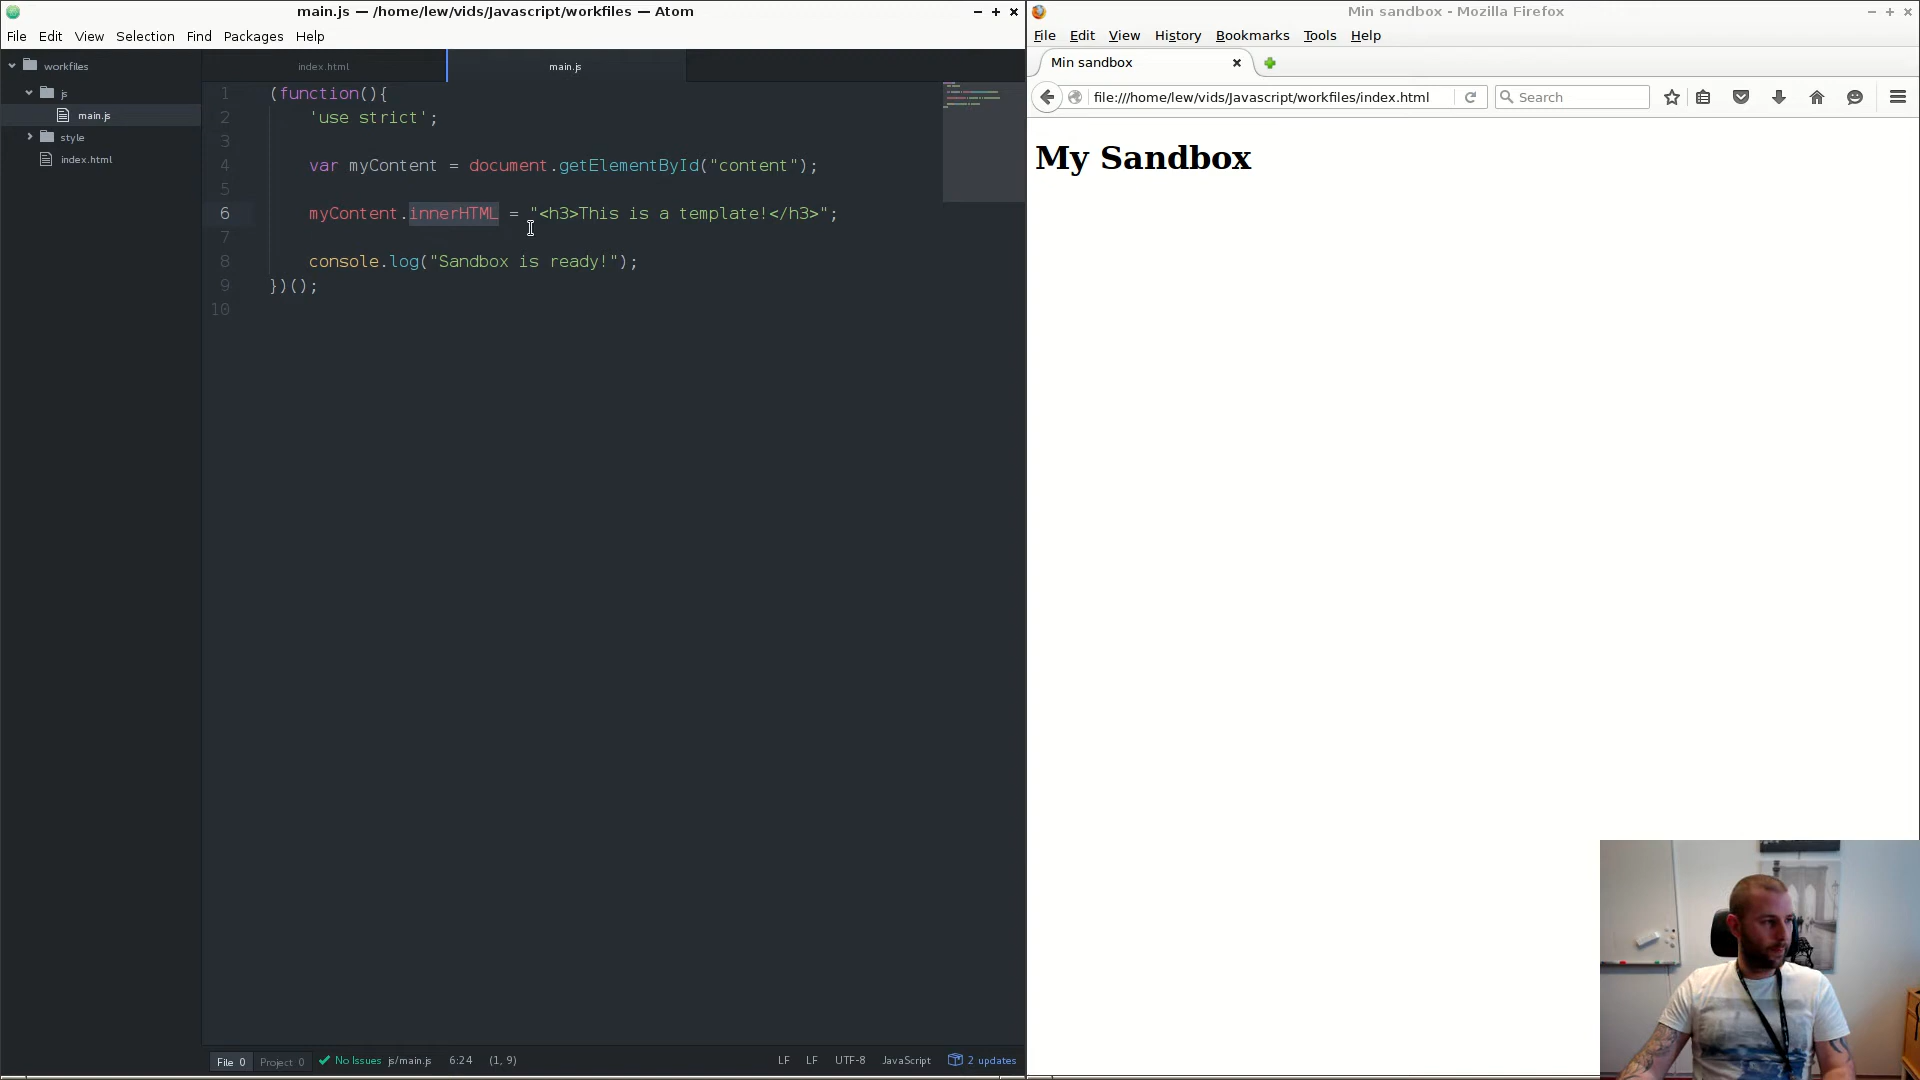 main.js — /home/lew/vids/Javascript/workfiles — Atom
File Edit View Selection Find Packages Help
workfiles
js
main.js
style
index.html
index.html main.js
1 (function(){
2 'use strict';
3
4 var myContent = document.getElementById("content");
5
6 myContent.innerHTML = "<h3>This is a template!</h3>";
7
8 console.log("Sandbox is ready!");
9 })();
10
File 0 Project 0 No Issues js/main.js 6:24 (1, 9) LF LF UTF-8 JavaScript 2 updates
Min sandbox - Mozilla Firefox
File Edit View History Bookmarks Tools Help
Min sandbox
file:///home/lew/vids/Javascript/workfiles/index.html Search
My Sandbox